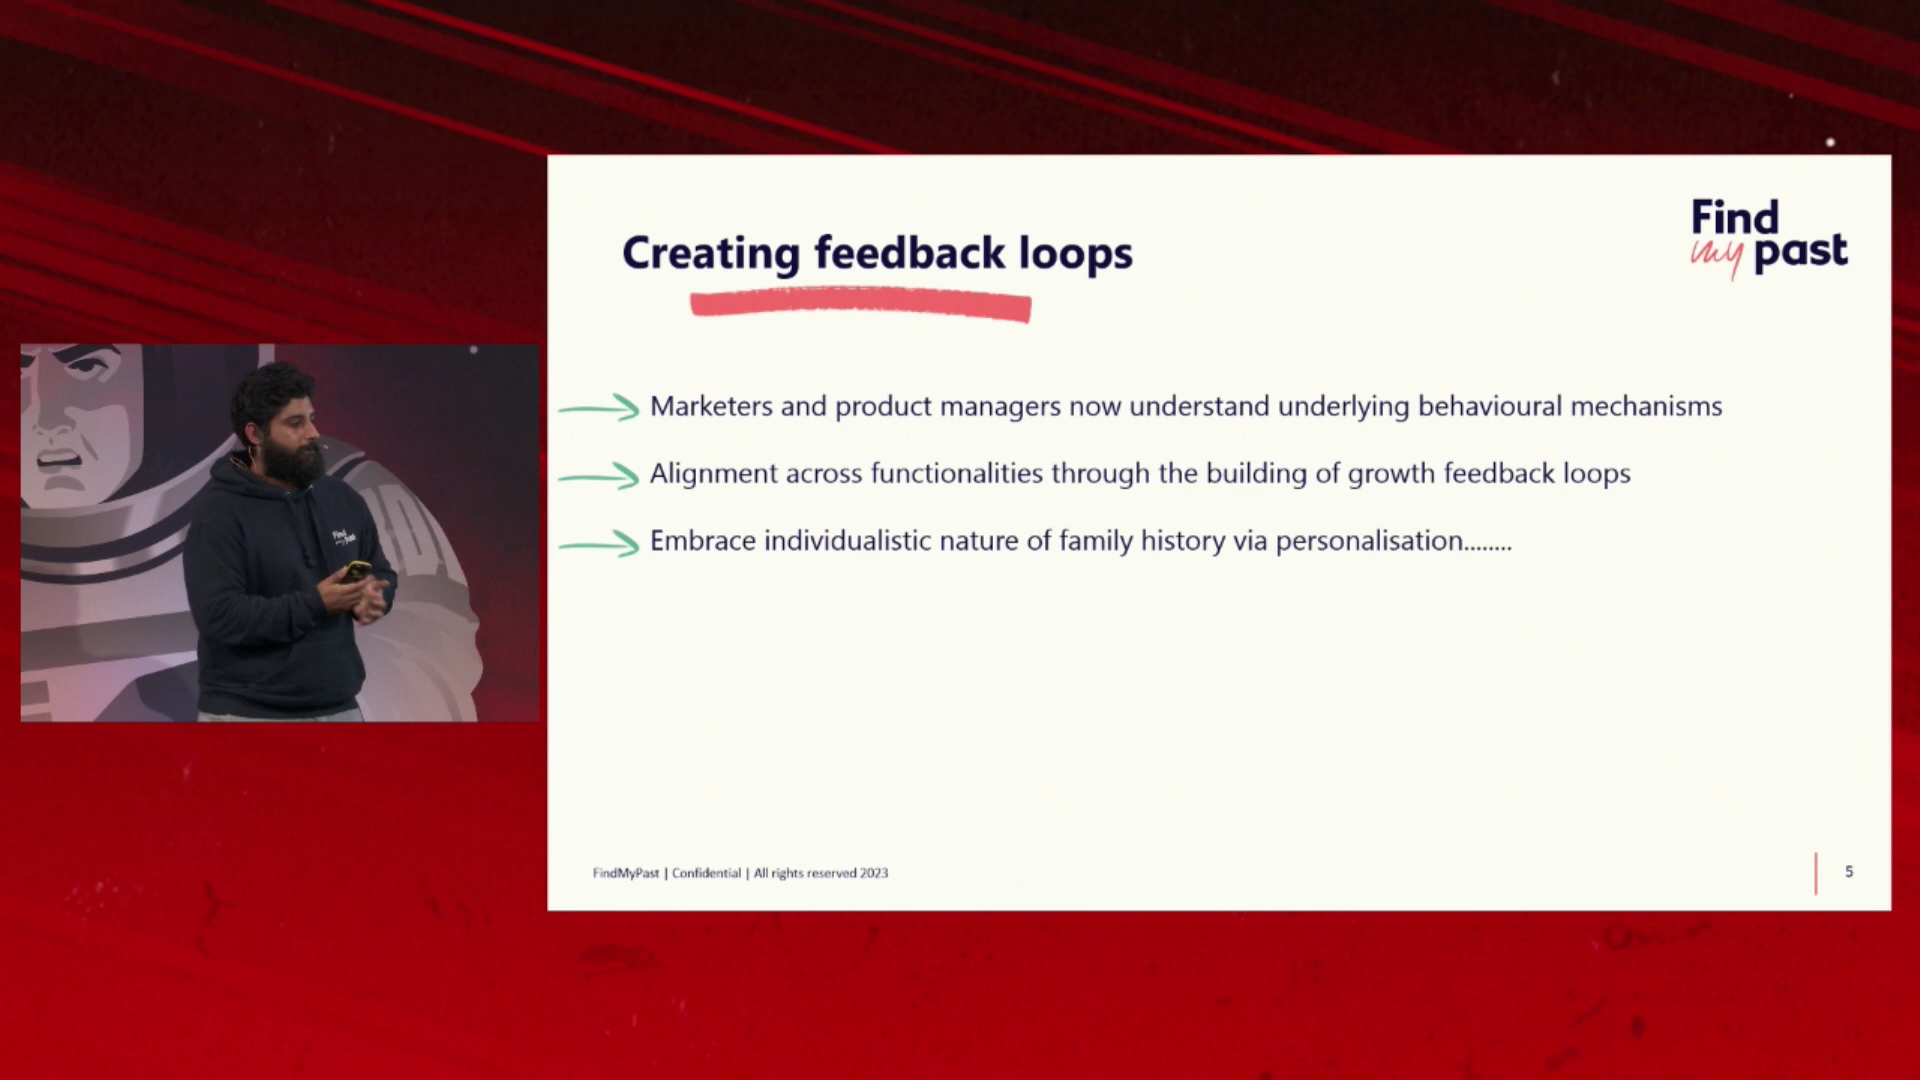 Creating feedback loops
Find
my past
Marketers and product managers now understand underlying behavioural mechanisms
Alignment across functionalities through the building of growth feedback loops
Embrace individualistic nature of family history via personalisation........
FindMyPast | Confidential | All rights reserved 2023
5
Find